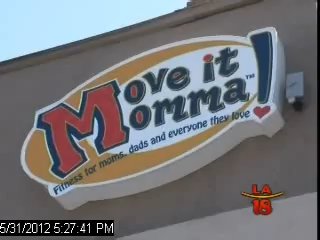 Move it
Momma!™
Fitness for moms, dads and everyone they love
LA
18
5/31/2012 5:27:41 PM